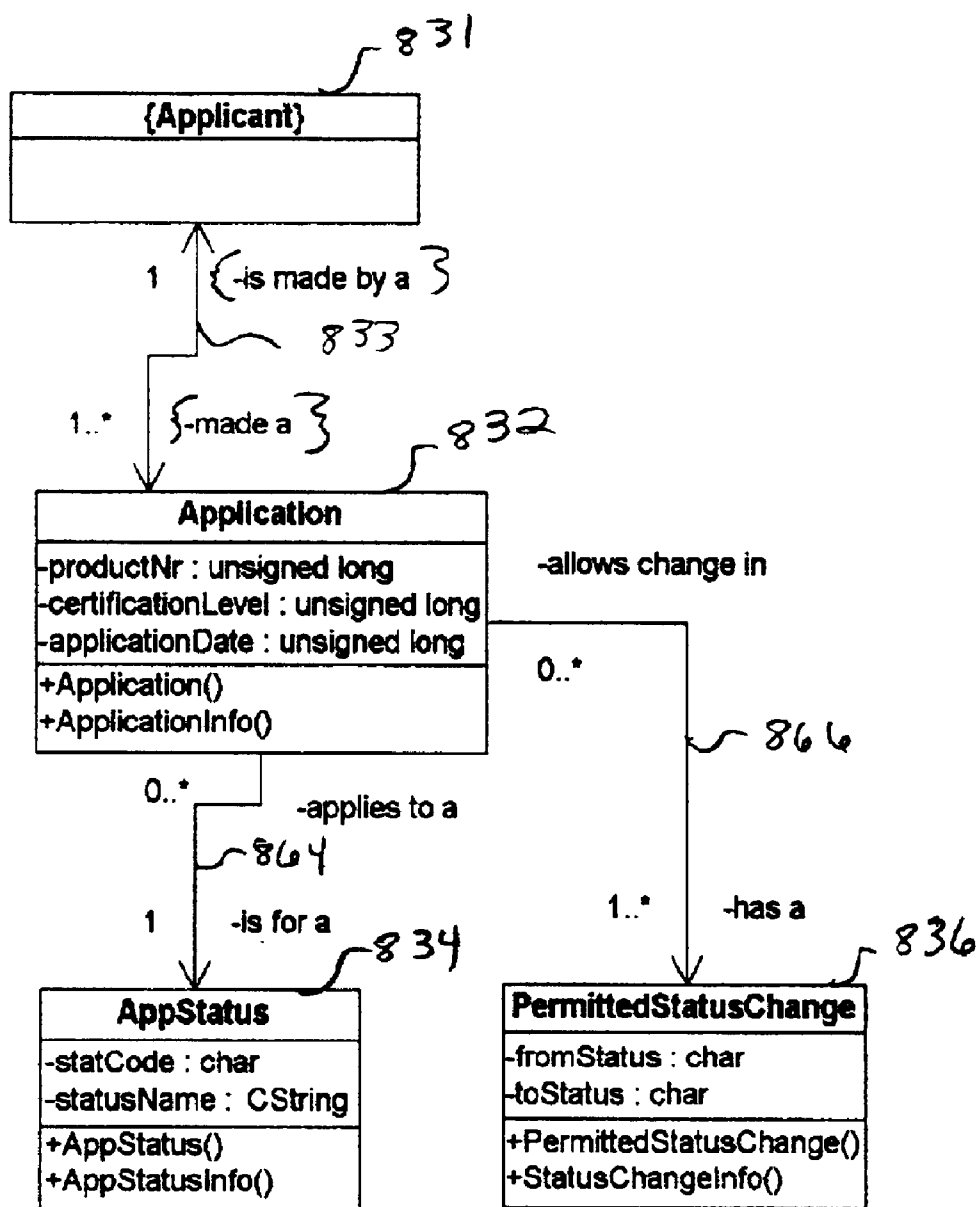 831
{Applicant}
1 {-is made by a}
833
1..* {-made a}
832
Application
-productNr : unsigned long
-certificationLevel : unsigned long
-applicationDate : unsigned long
+Application()
+ApplicationInfo()
-allows change in
0..*
866
0..*
-applies to a
864
1 -is for a
834
1..* -has a
836
AppStatus
-statCode : char
-statusName : CString
+AppStatus()
+AppStatusInfo()
PermittedStatusChange
-fromStatus : char
-toStatus : char
+PermittedStatusChange()
+StatusChangeInfo()